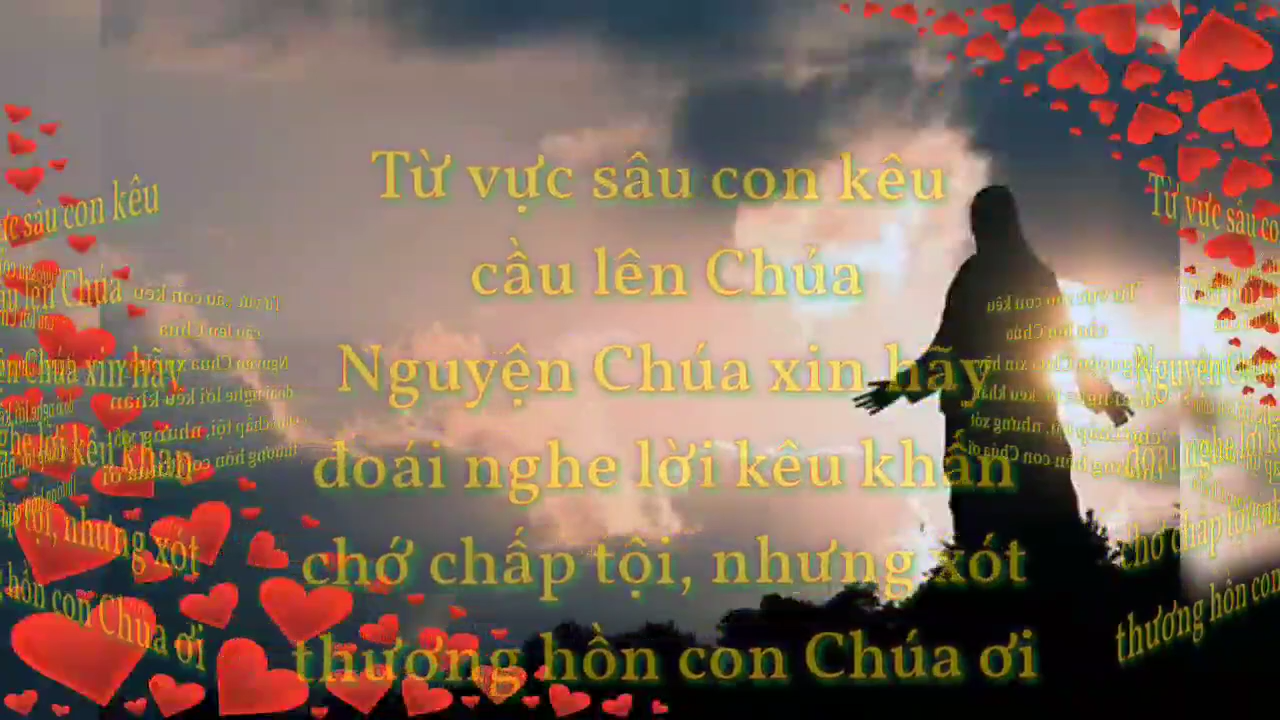 Từ vực sâu con kêu
cầu lên Chúa
Nguyện Chúa xin hãy
đoái nghe lời kêu khấn
chớ chấp tội, nhưng xót
thương hồn con Chúa ơi